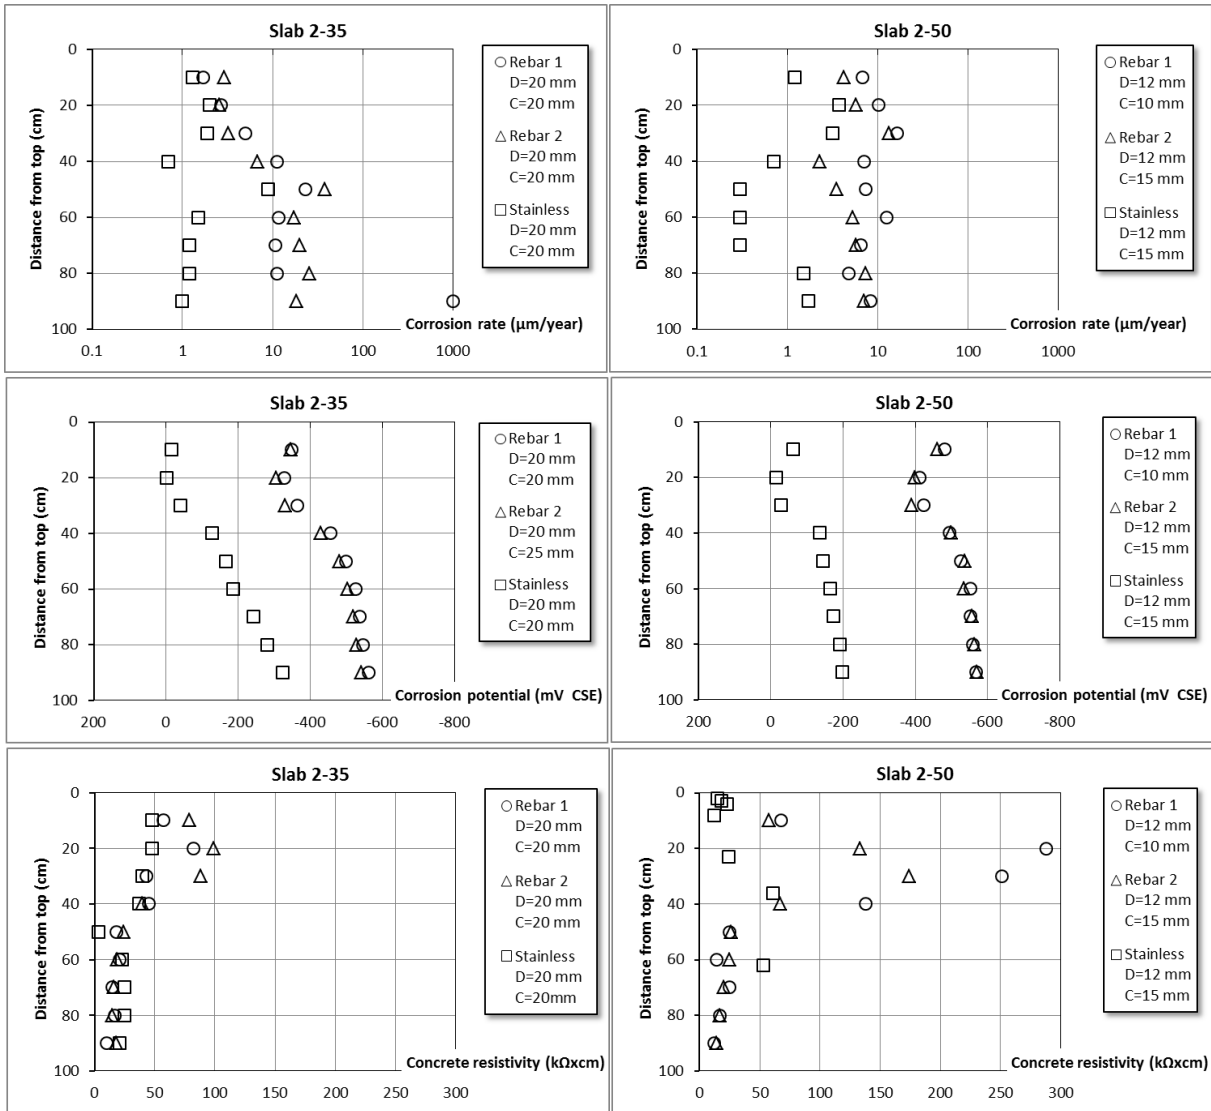 Slab 2-35
0
20
40
60
80
100
Distance from top (cm)
0.1
1
10
100
1000
Corrosion rate (µm/year)
Rebar 1
D=20 mm
C=20 mm
Rebar 2
D=20 mm
C=20 mm
Stainless
D=20 mm
C=20 mm
Slab 2-50
0
20
40
60
80
100
Distance from top (cm)
0.1
1
10
100
1000
Corrosion rate (µm/year)
Rebar 1
D=12 mm
C=10 mm
Rebar 2
D=12 mm
C=15 mm
Stainless
D=12 mm
C=15 mm
Slab 2-35
0
20
40
60
80
100
Distance from top (cm)
200
0
-200
-400
-600
-800
Corrosion potential (mV CSE)
Rebar 1
D=20 mm
C=20 mm
Rebar 2
D=20 mm
C=25 mm
Stainless
D=20 mm
C=20 mm
Slab 2-50
0
20
40
60
80
100
Distance from top (cm)
200
0
-200
-400
-600
-800
Corrosion potential (mV CSE)
Rebar 1
D=12 mm
C=10 mm
Rebar 2
D=12 mm
C=15 mm
Stainless
D=12 mm
C=15 mm
Slab 2-35
0
20
40
60
80
100
Distance from top (cm)
0
50
100
150
200
250
300
Concrete resistivity (kΩxcm)
Rebar 1
D=20 mm
C=20 mm
Rebar 2
D=20 mm
C=20 mm
Stainless
D=20 mm
C=20mm
Slab 2-50
0
20
40
60
80
100
Distance from top (cm)
0
50
100
150
200
250
300
Concrete resistivity (kΩxcm)
Rebar 1
D=12 mm
C=10 mm
Rebar 2
D=12 mm
C=15 mm
Stainless
D=12 mm
C=15 mm